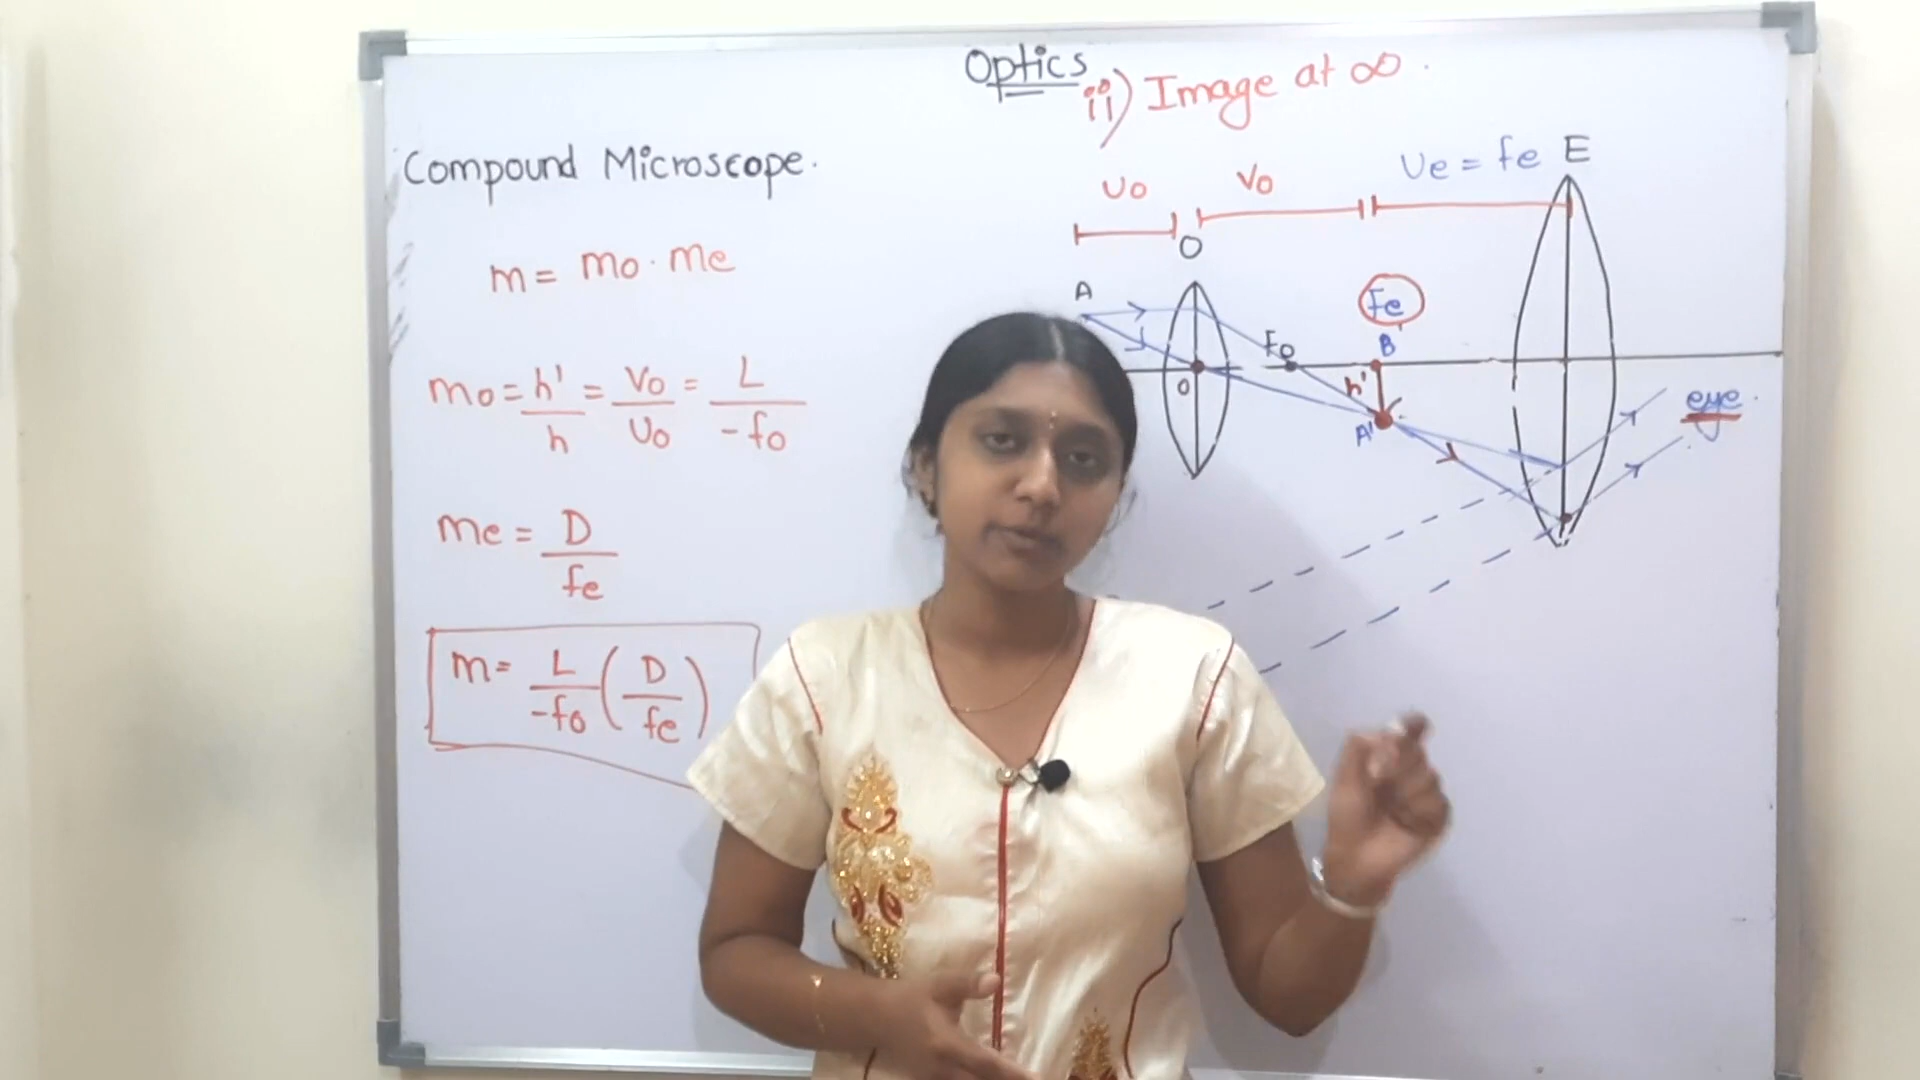 Optics
ii) Image at ∞.
Compound Microscope.
m = mo · me
mo = h'/h = Vo/Uo = L/-fo
me = D/fe
m = L/-fo (D/fe)
Uo
Vo
Ue = fe
E
O
A
Fe
Fo
B'
h'
O
A'
eye.